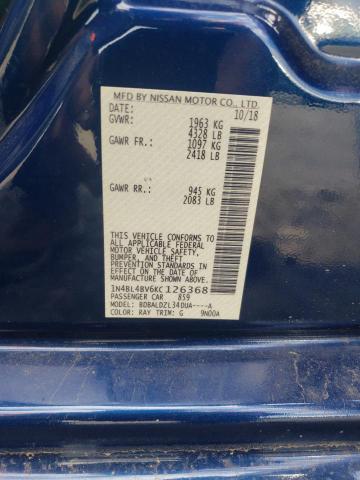 MFD BY NISSAN MOTOR CO., LTD.
DATE: 10/18
GVWR: 1963 KG
4328 LB
GAWR FR.: 1097 KG
2418 LB
GAWR RR.: 945 KG
2083 LB
THIS VEHICLE CONFORMS TO
ALL APPLICABLE FEDERAL
MOTOR VEHICLE SAFETY,
BUMPER, AND THEFT
PREVENTION STANDARDS IN
EFFECT ON THE DATE OF
MANUFACTURE SHOWN ABOVE.
1N4BL4BV6KC126368
PASSENGER CAR 859
MODEL: BDBALDZL34DUA----A
COLOR: RAY TRIM: G 9N00A